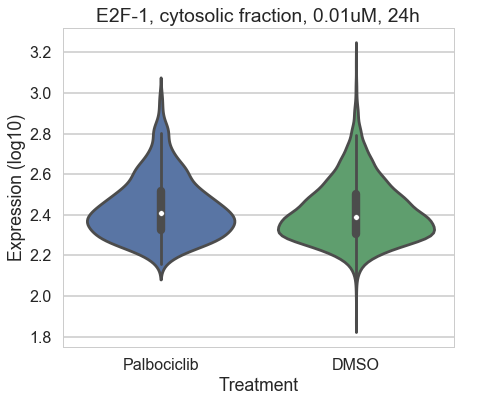 E2F-1, cytosolic fraction, 0.01uM, 24h
Expression (log10)
3.2
3.0
2.8
2.6
2.4
2.2
2.0
1.8
Palbociclib
DMSO
Treatment